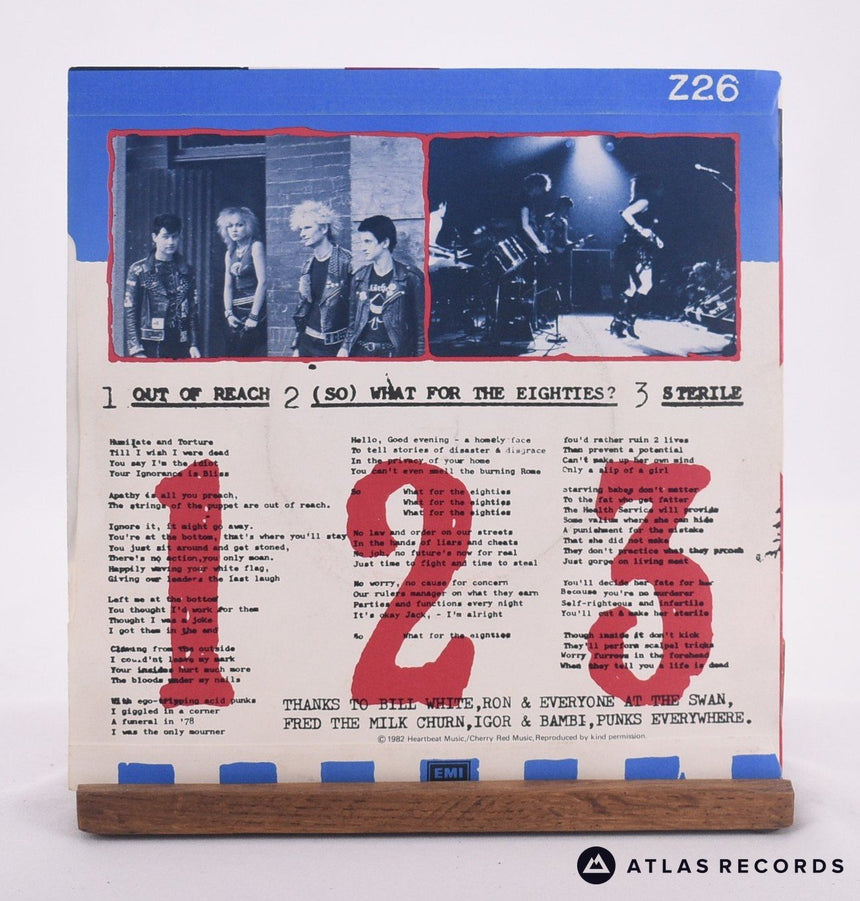 Z26
1 OUT OF REACH 2 (SO) WHAT FOR THE EIGHTIES? 3 STERILE
Humilate and Torture
Till I wish I were dead
You say I'm the idiot
Your Ignorance is Bliss
Apathy is all you preach,
The strings of the puppet are out of reach.
Ignore it, it might go away.
You're at the bottom, that's where you'll stay
You just sit around and get stoned,
There's no action,you only moan.
Happily waving your white flag,
Giving our leaders the last laugh
Left me at the bottom
You thought I'd work for them
Thought I was a joke
I got them in the end
Clawing from the outside
I couldn't leave my mark
Your insides hurt much more
The bloods under my nails
With ego-tripping acid punks
I giggled in a corner
A funeral in '78
I was the only mourner
Hello, Good evening - a homely face
To tell stories of disaster & disgrace
In the privacy of your home
You can't even smell the burning Rome
So What for the eighties
What for the eighties
What for the eighties
No law and order on our streets
In the hands of liars and cheats
No job, no future's now for real
Just time to fight and time to steal
No worry, no cause for concern
Our rulers manager on what they earn
Parties and functions every night
It's okay Jack, - I'm alright
So What for the eighties
You'd rather ruin 2 lives
Then prevent a potential
Can't make up her own mind
Only a slip of a girl
Starving babes don't matter
To the fat who get fatter
The Health Service will provide
Some valium where she can hide
A punishment for the mistake
That she did not make
They don't practice what they preach
Just gorge on living meat
You'll decide her fate for her
Because you're no murderer
Self-righteous and infertile
You'll cut & make her sterile
Though inside it don't kick
They'll perform scalpel tricks
Worry furrows in the forehead
When they tell you a life is dead
1
2
3
THANKS TO BILL WHITE,RON & EVERYONE AT THE SWAN,
FRED THE MILK CHURN,IGOR & BAMBI,PUNKS EVERYWHERE.
© 1982 Heartbeat Music,/Cherry Red Music, Reproduced by kind permission.
EMI
ATLAS RECORDS